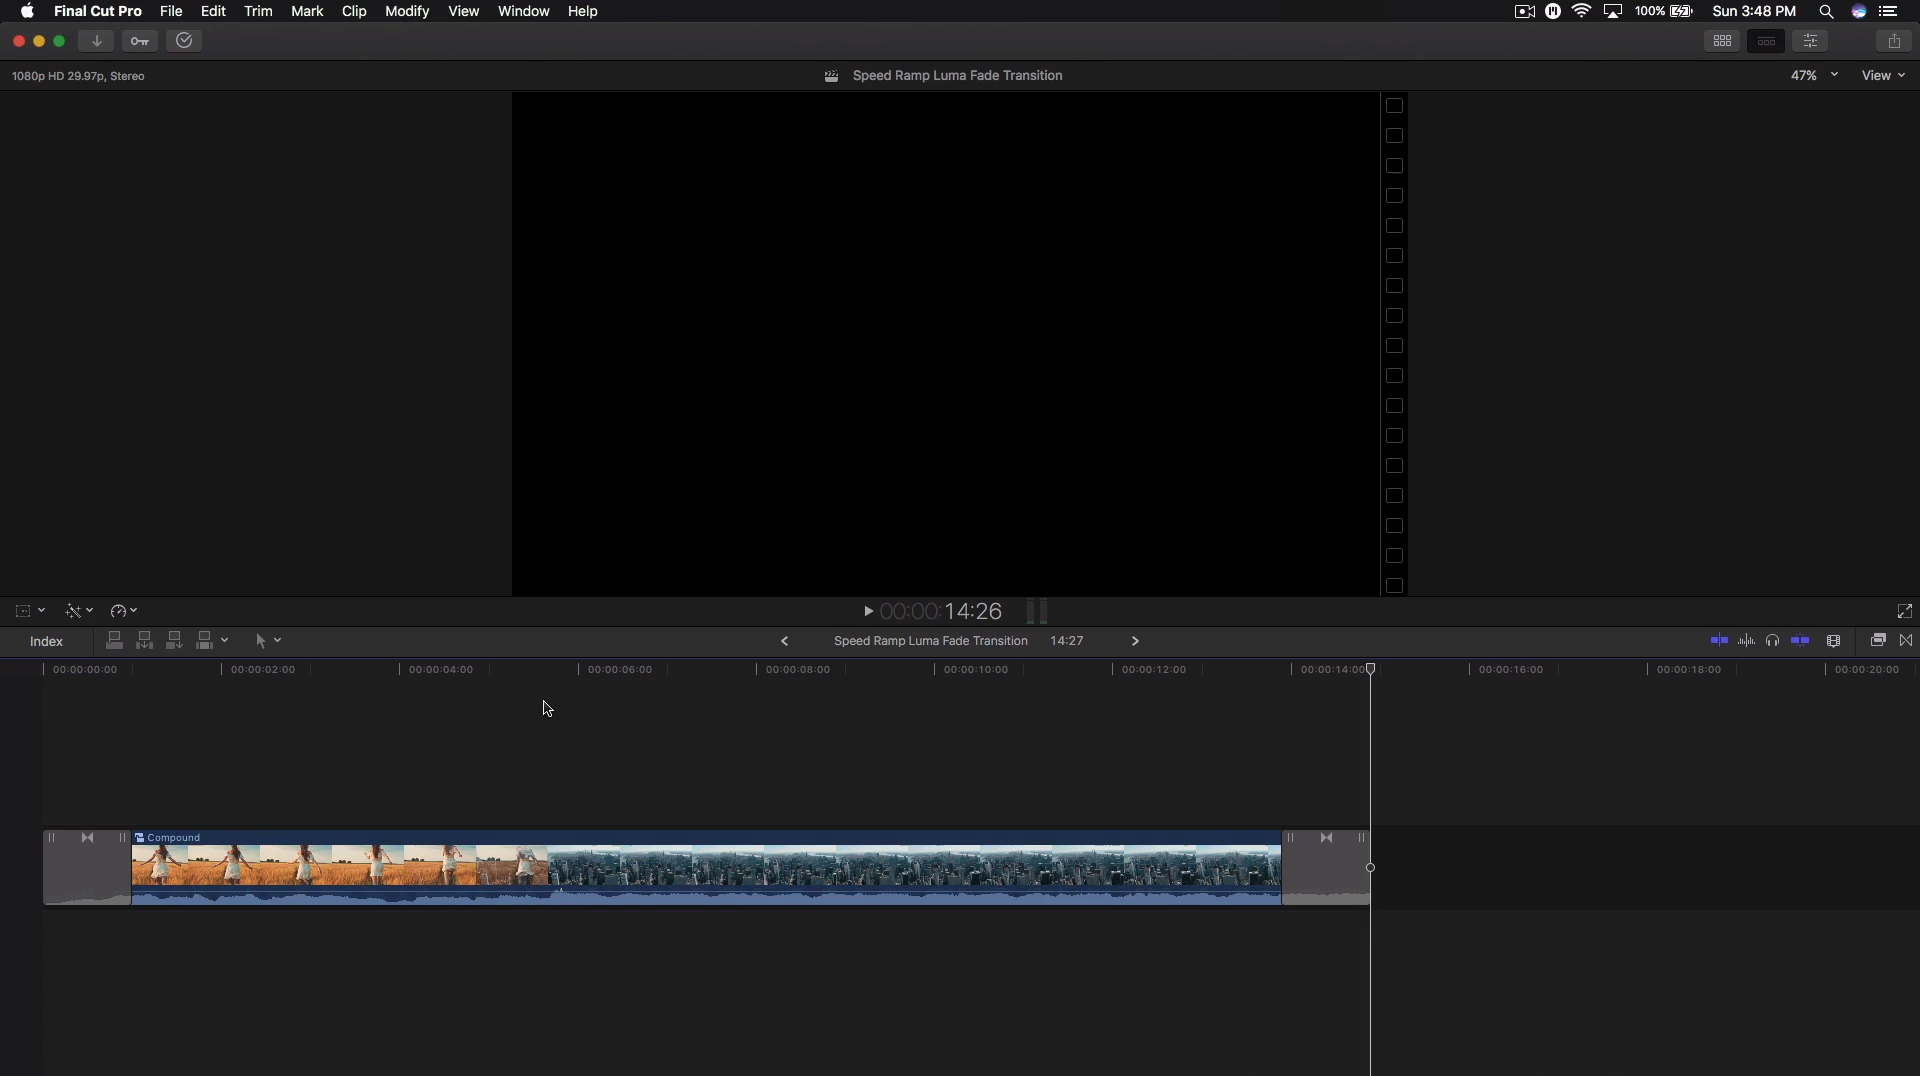 Final Cut Pro File Edit Trim Mark Clip Modify View Window Help 100% Sun 3:48 PM
1080p HD 29.97p, Stereo Speed Ramp Luma Fade Transition 47% View
00:00:14:26
Index Speed Ramp Luma Fade Transition 14:27
00:00:00:00 00:00:02:00 00:00:04:00 00:00:06:00 00:00:08:00 00:00:10:00 00:00:12:00 00:00:14:00 00:00:16:00 00:00:18:00 00:00:20:00
Compound